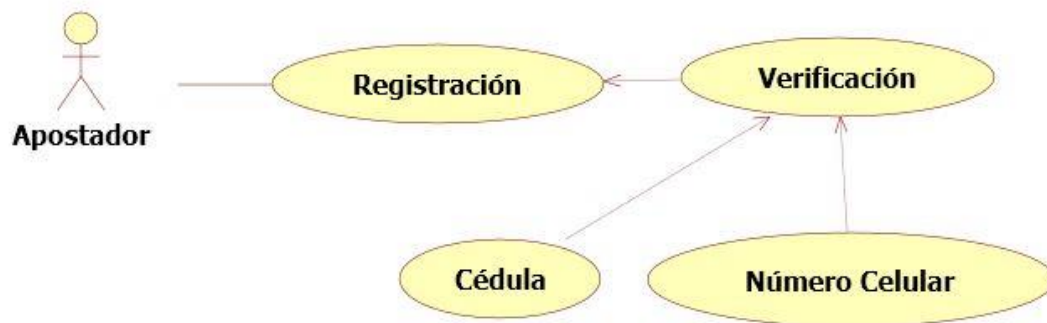 Registración
Verificación
Apostador
Cédula
Número Celular